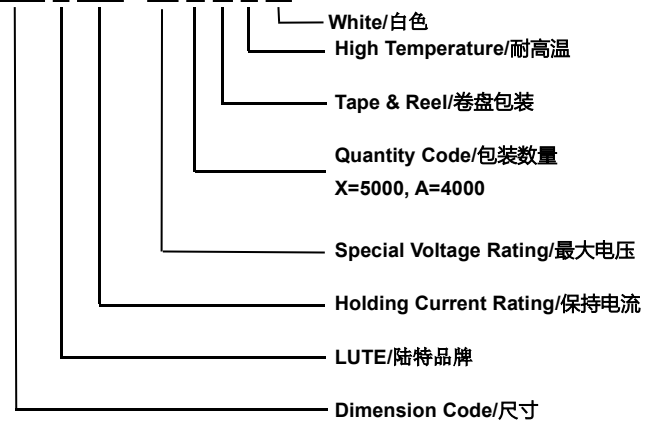 White/白色
High Temperature/耐高温
Tape & Reel/卷盘包装
Quantity Code/包装数量
X=5000, A=4000
Special Voltage Rating/最大电压
Holding Current Rating/保持电流
LUTE/陆特品牌
Dimension Code/尺寸